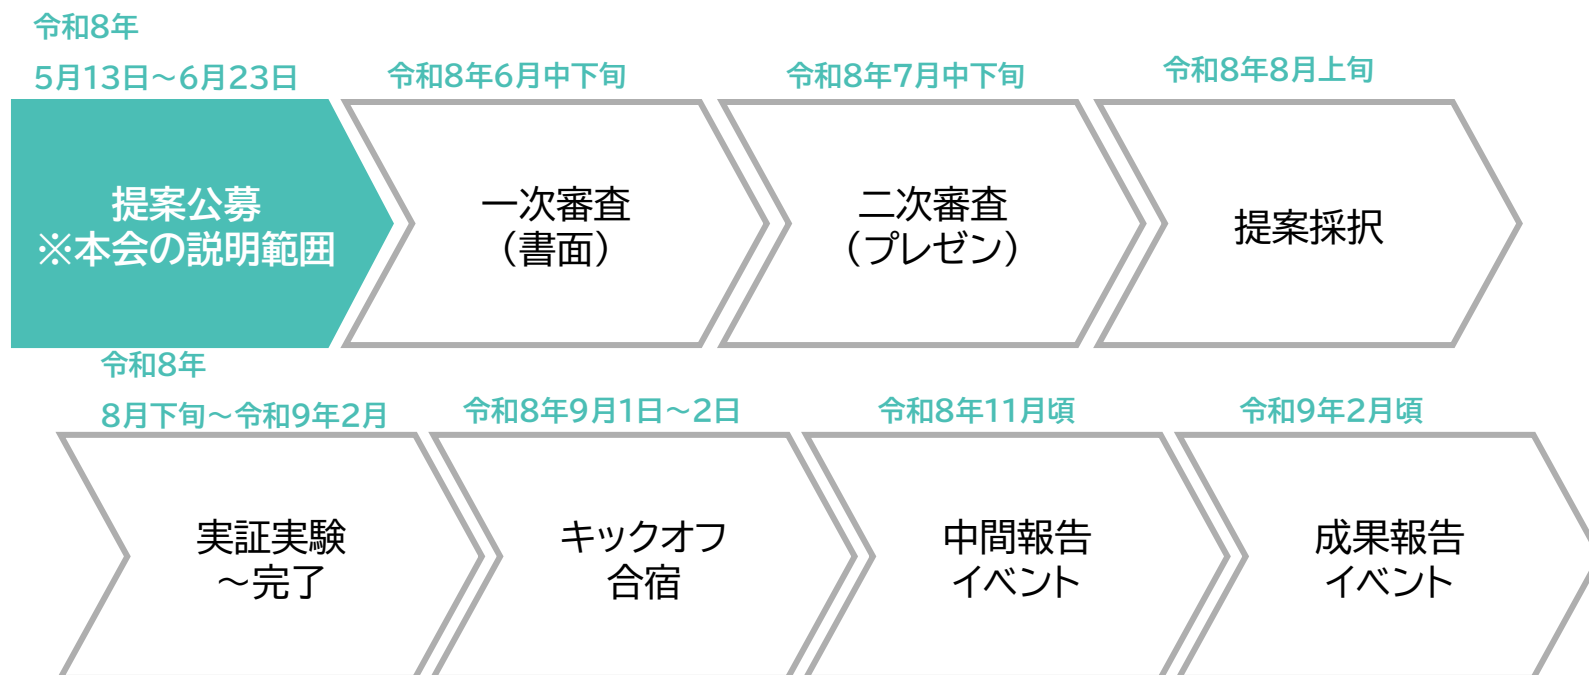 令和8年
5月13日～6月23日
令和8年6月中下旬
令和8年7月中下旬
令和8年8月上旬
提案公募
※本会の説明範囲
一次審査
（書面）
二次審査
（プレゼン）
提案採択
令和8年
8月下旬～令和9年2月
令和8年9月1日～2日
令和8年11月頃
令和9年2月頃
実証実験
～完了
キックオフ
合宿
中間報告
イベント
成果報告
イベント